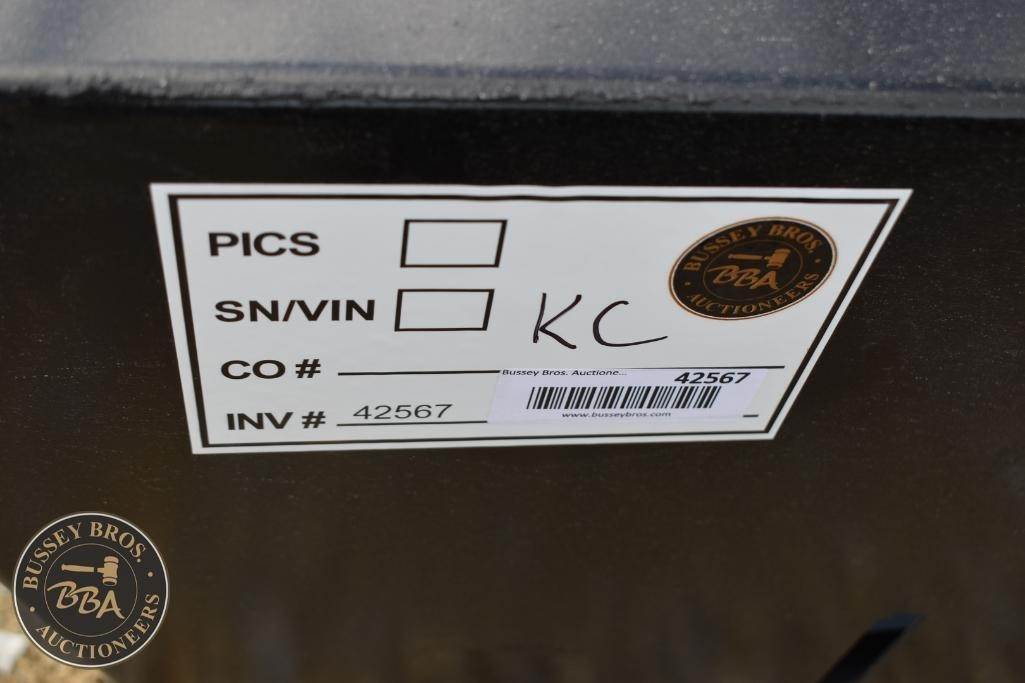 PICS
BUSSEY BROS.
BBA
AUCTIONEERS
SN/VIN
KC
CO #
Bussey Bros. Auctione...
42567
INV # 42567
www.busseybros.com
BUSSEY BROS.
BBA
AUCTIONEERS